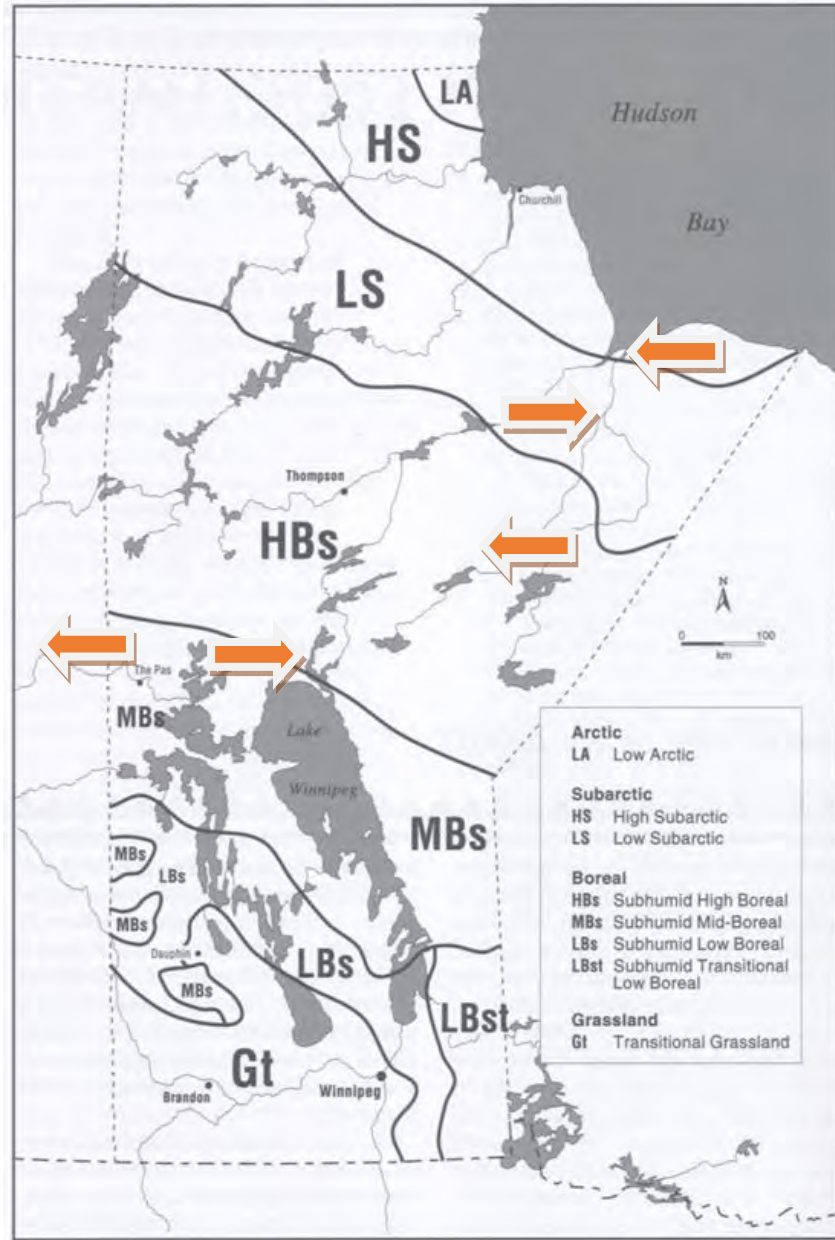 LA
Hudson
HS
Churchill
Bay
LS
Thompson
HBs
N
0 100
km
The Pas
MBs
Lake
Winnipeg
Arctic
LA Low Arctic
Subarctic
HS High Subarctic
LS Low Subarctic
Boreal
HBs Subhumid High Boreal
MBs Subhumid Mid-Boreal
LBs Subhumid Low Boreal
LBst Subhumid Transitional
Low Boreal
Grassland
Gt Transitional Grassland
MBs
MBs
LBs
MBs
Dauphin
LBs
MBs
LBst
Gt
Brandon
Winnipeg